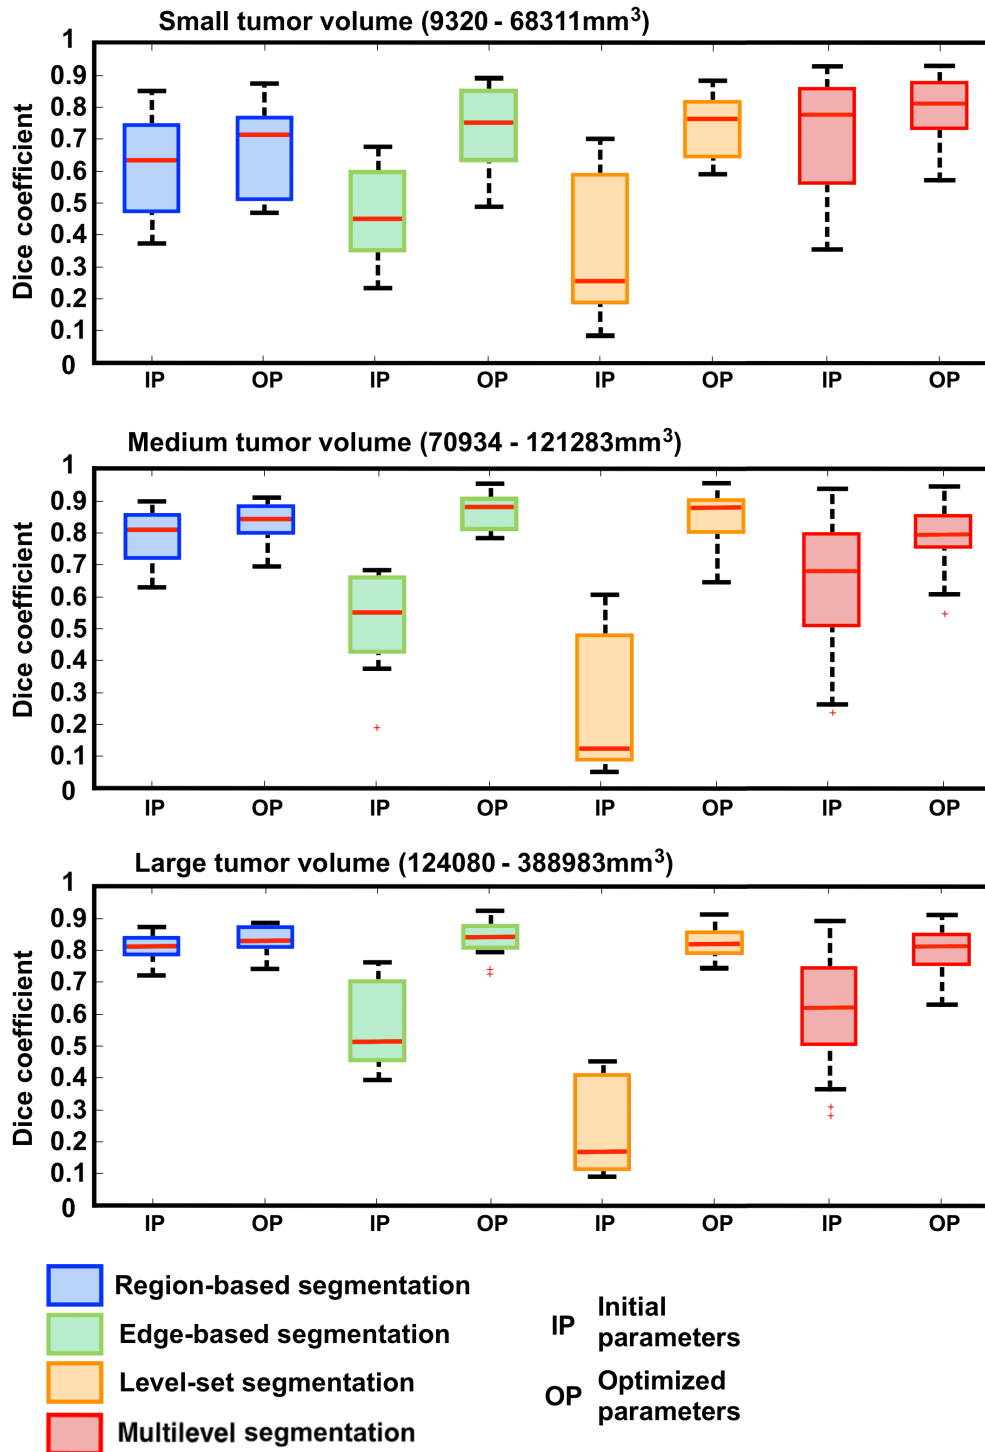 Small tumor volume (9320 - 68311mm³)
Dice coefficient
1
0.9
0.8
0.7
0.6
0.5
0.4
0.3
0.2
0.1
0
IP OP IP OP IP OP IP OP
Medium tumor volume (70934 - 121283mm³)
Dice coefficient
1
0.9
0.8
0.7
0.6
0.5
0.4
0.3
0.2
0.1
0
IP OP IP OP IP OP IP OP
Large tumor volume (124080 - 388983mm³)
Dice coefficient
1
0.9
0.8
0.7
0.6
0.5
0.4
0.3
0.2
0.1
0
IP OP IP OP IP OP IP OP
Region-based segmentation
Edge-based segmentation
Level-set segmentation
Multilevel segmentation
IP Initial
parameters
OP Optimized
parameters